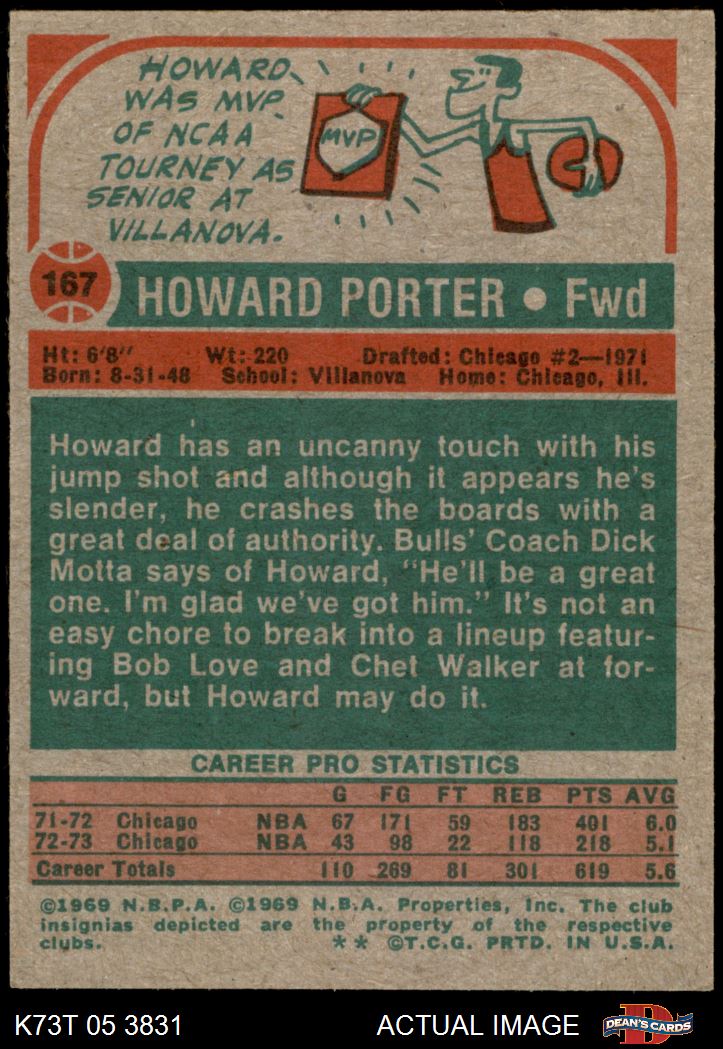 HOWARD
WAS MVP
OF NCAA
TOURNEY AS
SENIOR AT
VILLANOVA.
MVP
167
HOWARD PORTER • Fwd
Ht: 6'8" Wt: 220 Drafted: Chicago #2—1971
Born: 8-31-48 School: Villanova Home: Chicago, Ill.
Howard has an uncanny touch with his
jump shot and although it appears he's
slender, he crashes the boards with a
great deal of authority. Bulls' Coach Dick
Motta says of Howard, "He'll be a great
one. I'm glad we've got him." It's not an
easy chore to break into a lineup featur-
ing Bob Love and Chet Walker at for-
ward, but Howard may do it.
CAREER PRO STATISTICS
G FG FT REB PTS AVG
71-72 Chicago NBA 67 171 59 183 401 6.0
72-73 Chicago NBA 43 98 22 118 218 5.1
Career Totals 110 269 81 301 619 5.6
©1969 N.B.P.A. ©1969 N.B.A. Properties, Inc. The club
insignias depicted are the property of the respective
clubs. ** ©T.C.G. PRTD. IN U.S.A.
K73T 05 3831 ACTUAL IMAGE
D
DEAN'S CARDS